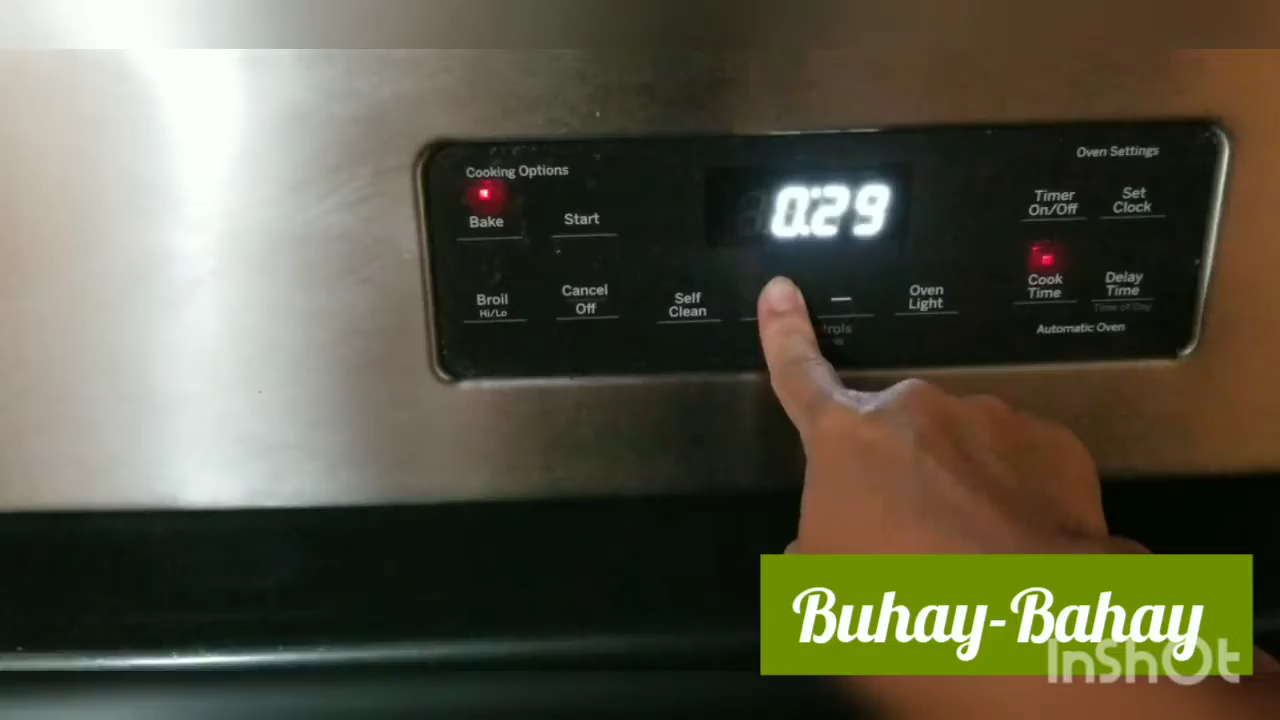 Cooking Options
Bake
Start
Broil
Hi/Lo
Cancel
Off
Self
Clean
0:29
Oven
Light
Oven Settings
Timer
On/Off
Set
Clock
Cook
Time
Delay
Time
Time of Day
Automatic Oven
Buhay-Bahay
InShOt